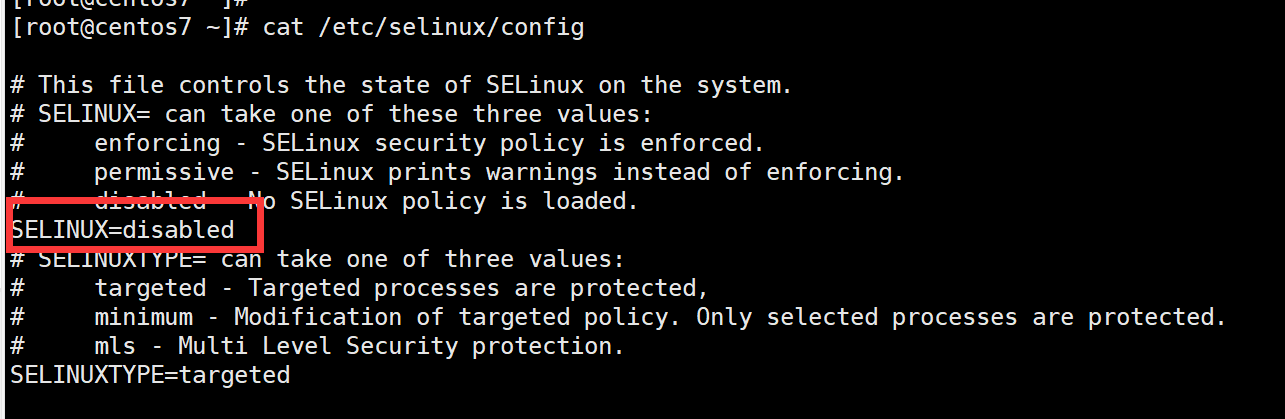 [root@centos7 ~]#
[root@centos7 ~]# cat /etc/selinux/config
# This file controls the state of SELinux on the system.
# SELINUX= can take one of these three values:
#     enforcing - SELinux security policy is enforced.
#     permissive - SELinux prints warnings instead of enforcing.
#     disabled - No SELinux policy is loaded.
SELINUX=disabled
# SELINUXTYPE= can take one of three values:
#     targeted - Targeted processes are protected,
#     minimum - Modification of targeted policy. Only selected processes are protected.
#     mls - Multi Level Security protection.
SELINUXTYPE=targeted